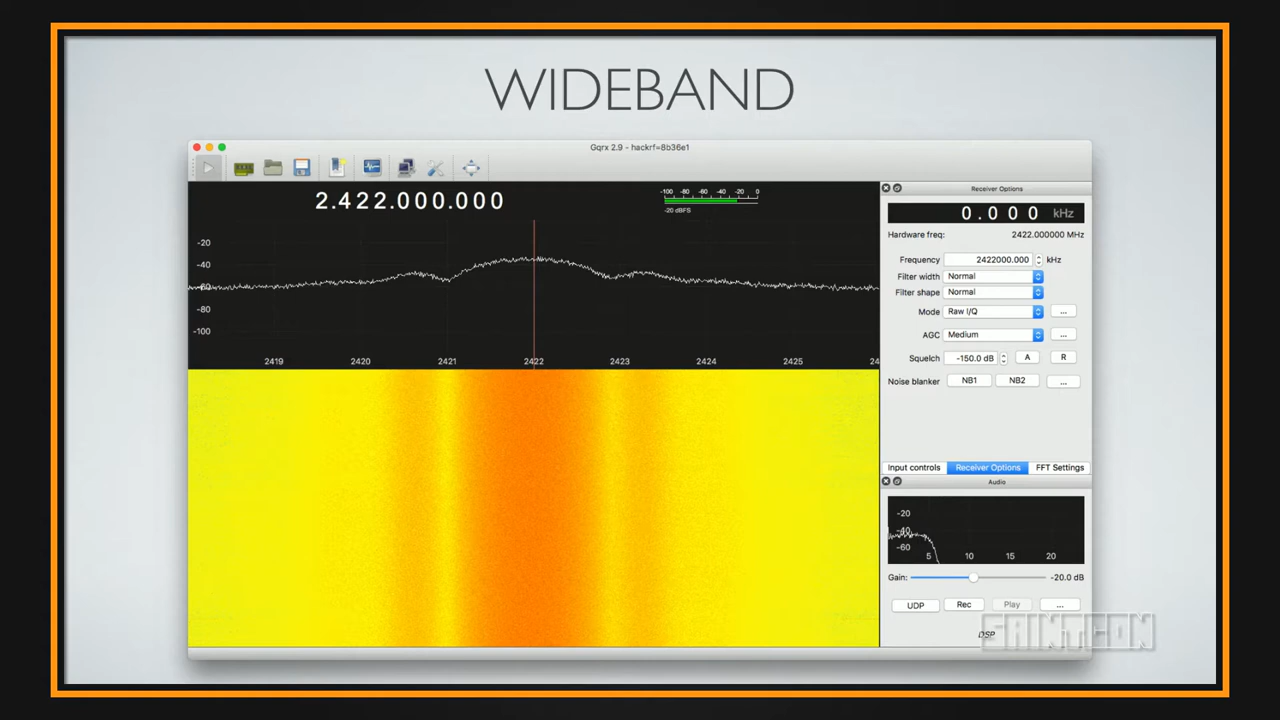 WIDEBAND
Gqrx 2.9 - hackrf=8b36e1
2.422.000.000
-100 -80 -60 -40 -20 0
-20 dBFS
-20
-40
-60
-80
-100
2419 2420 2421 2422 2423 2424 2425 24
Receiver Options
0.000 kHz
Hardware freq: 2422.000000 MHz
Frequency 2422000.000 kHz
Filter width Normal
Filter shape Normal
Mode Raw I/Q ...
AGC Medium ...
Squelch -150.0 dB A R
Noise blanker NB1 NB2 ...
Input controls Receiver Options FFT Settings
Audio
-20
-40
-60
5 10 15 20
Gain: -20.0 dB
UDP Rec Play ...
DSP
SAINTCON